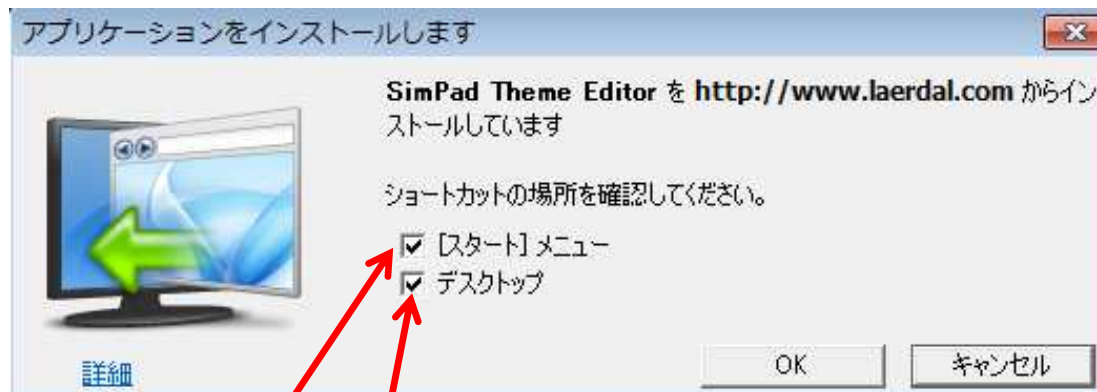 アプリケーションをインストールします
SimPad Theme Editor を http://www.laerdal.com からイン
ストールしています
ショートカットの場所を確認してください。
[スタート] メニュー
デスクトップ
詳細
OK
キャンセル